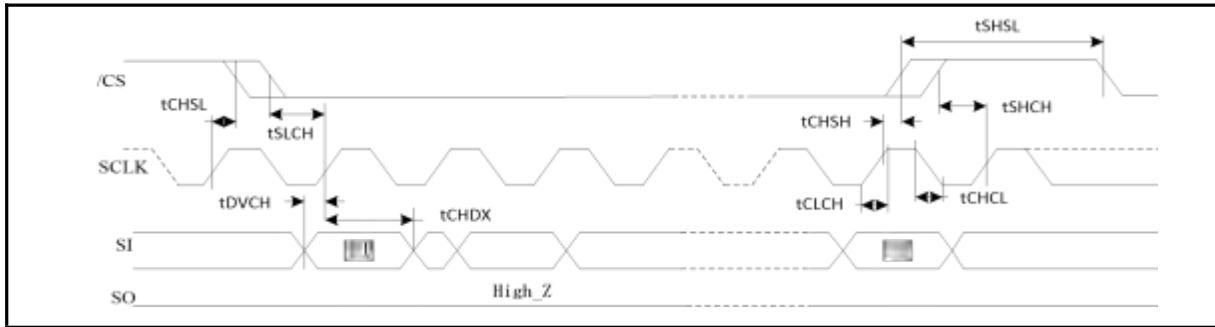 tSHSL
/CS
tCHSL
tSLCH
tCHSH
tSHCH
SCLK
tDVCH
tCHDX
tCLCH
tCHCL
SI
High_Z
SO